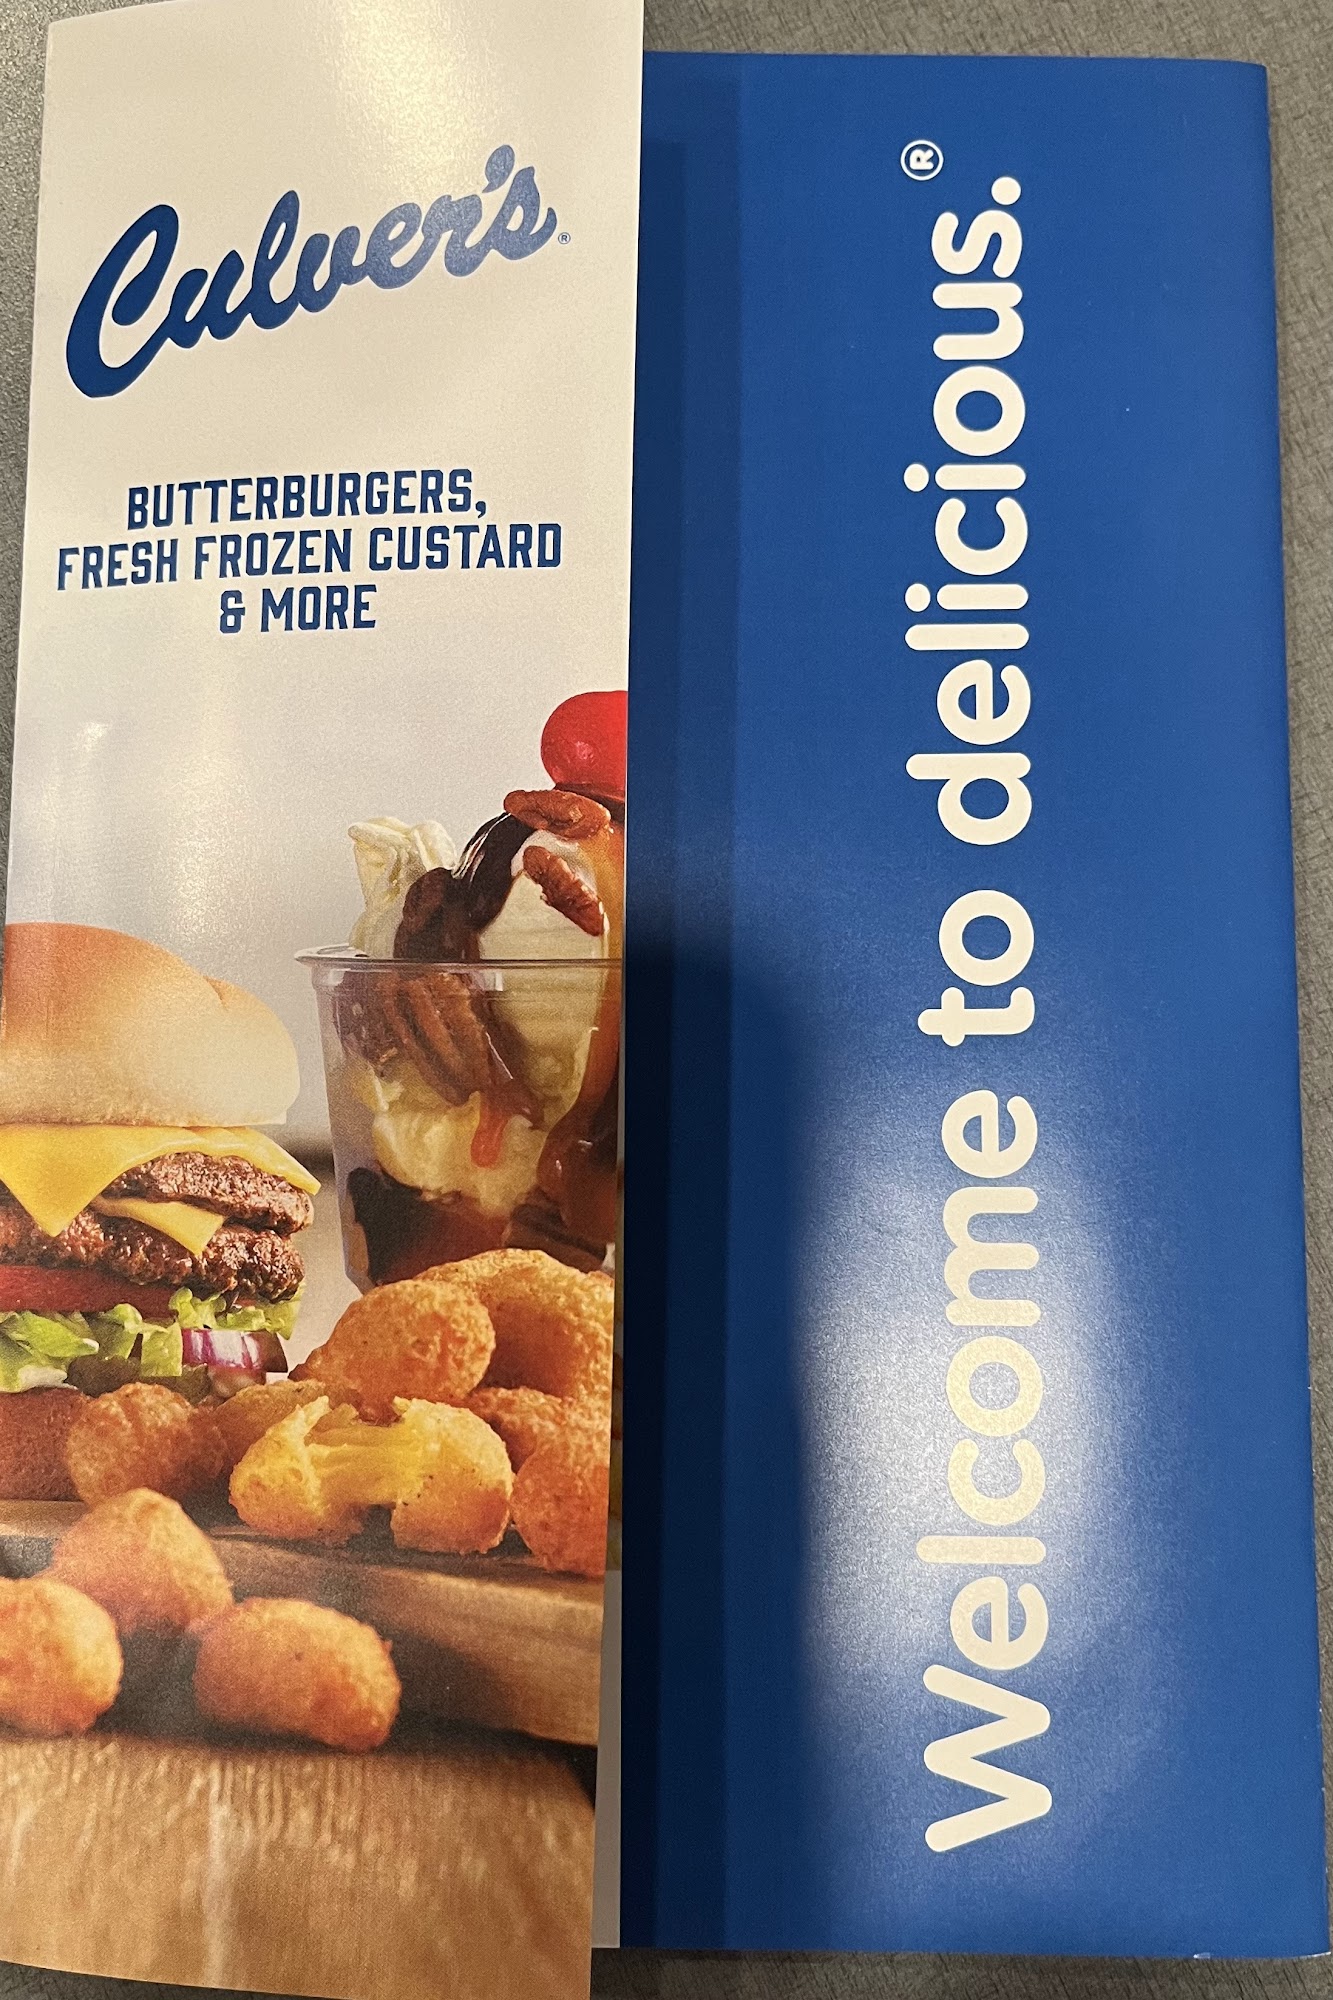 Culver's®
BUTTERBURGERS,
FRESH FROZEN CUSTARD
& MORE
Welcome to delicious.®